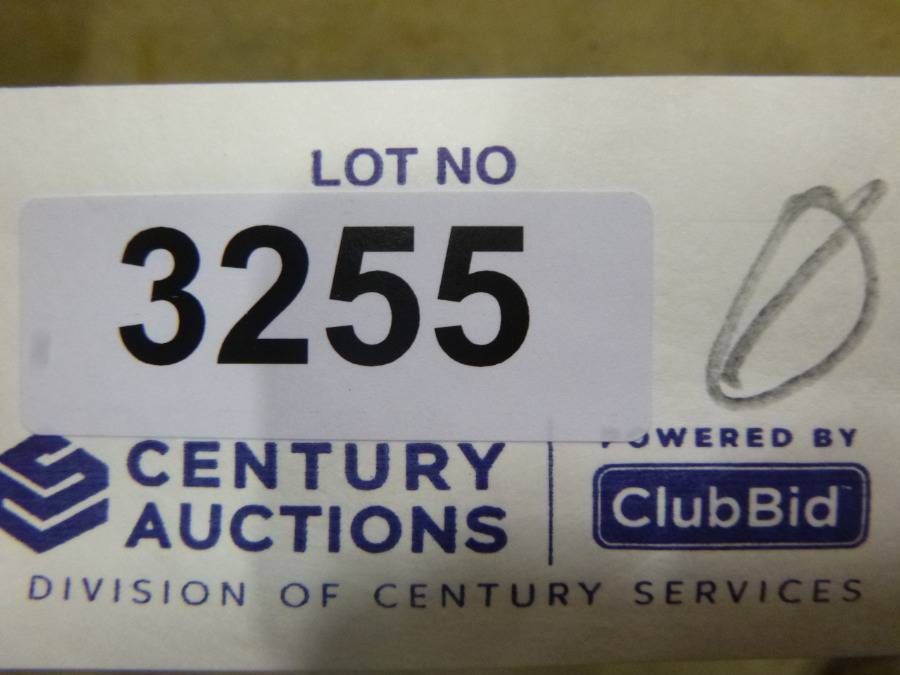 LOT NO
3255
POWERED BY
CENTURY
AUCTIONS
ClubBid
DIVISION OF CENTURY SERVICES